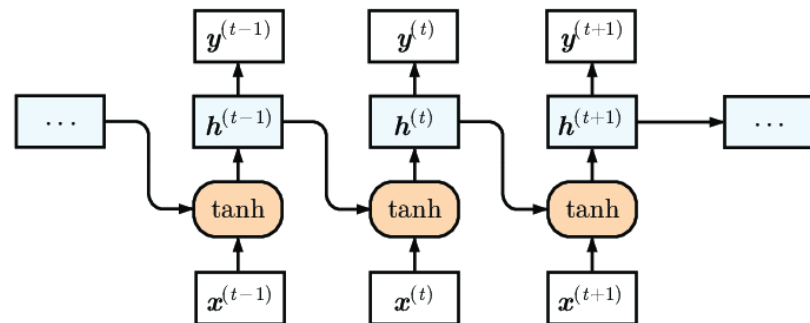 y^(t−1) y^(t) y^(t+1)
··· h^(t−1) h^(t) h^(t+1) ···
tanh tanh tanh
x^(t−1) x^(t) x^(t+1)